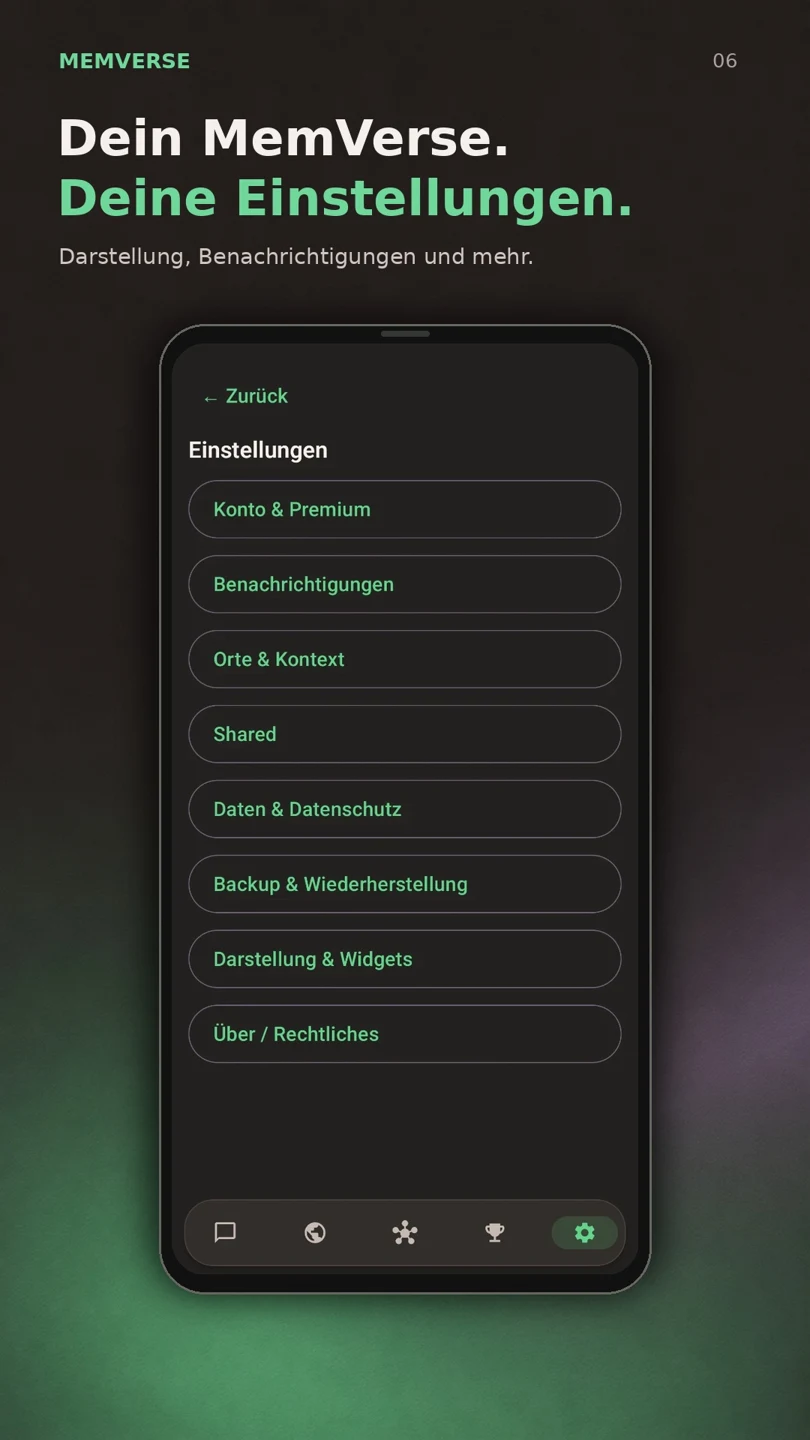 MEMVERSE
06
Dein MemVerse.
Deine Einstellungen.
Darstellung, Benachrichtigungen und mehr.
← Zurück
Einstellungen
Konto & Premium
Benachrichtigungen
Orte & Kontext
Shared
Daten & Datenschutz
Backup & Wiederherstellung
Darstellung & Widgets
Über / Rechtliches